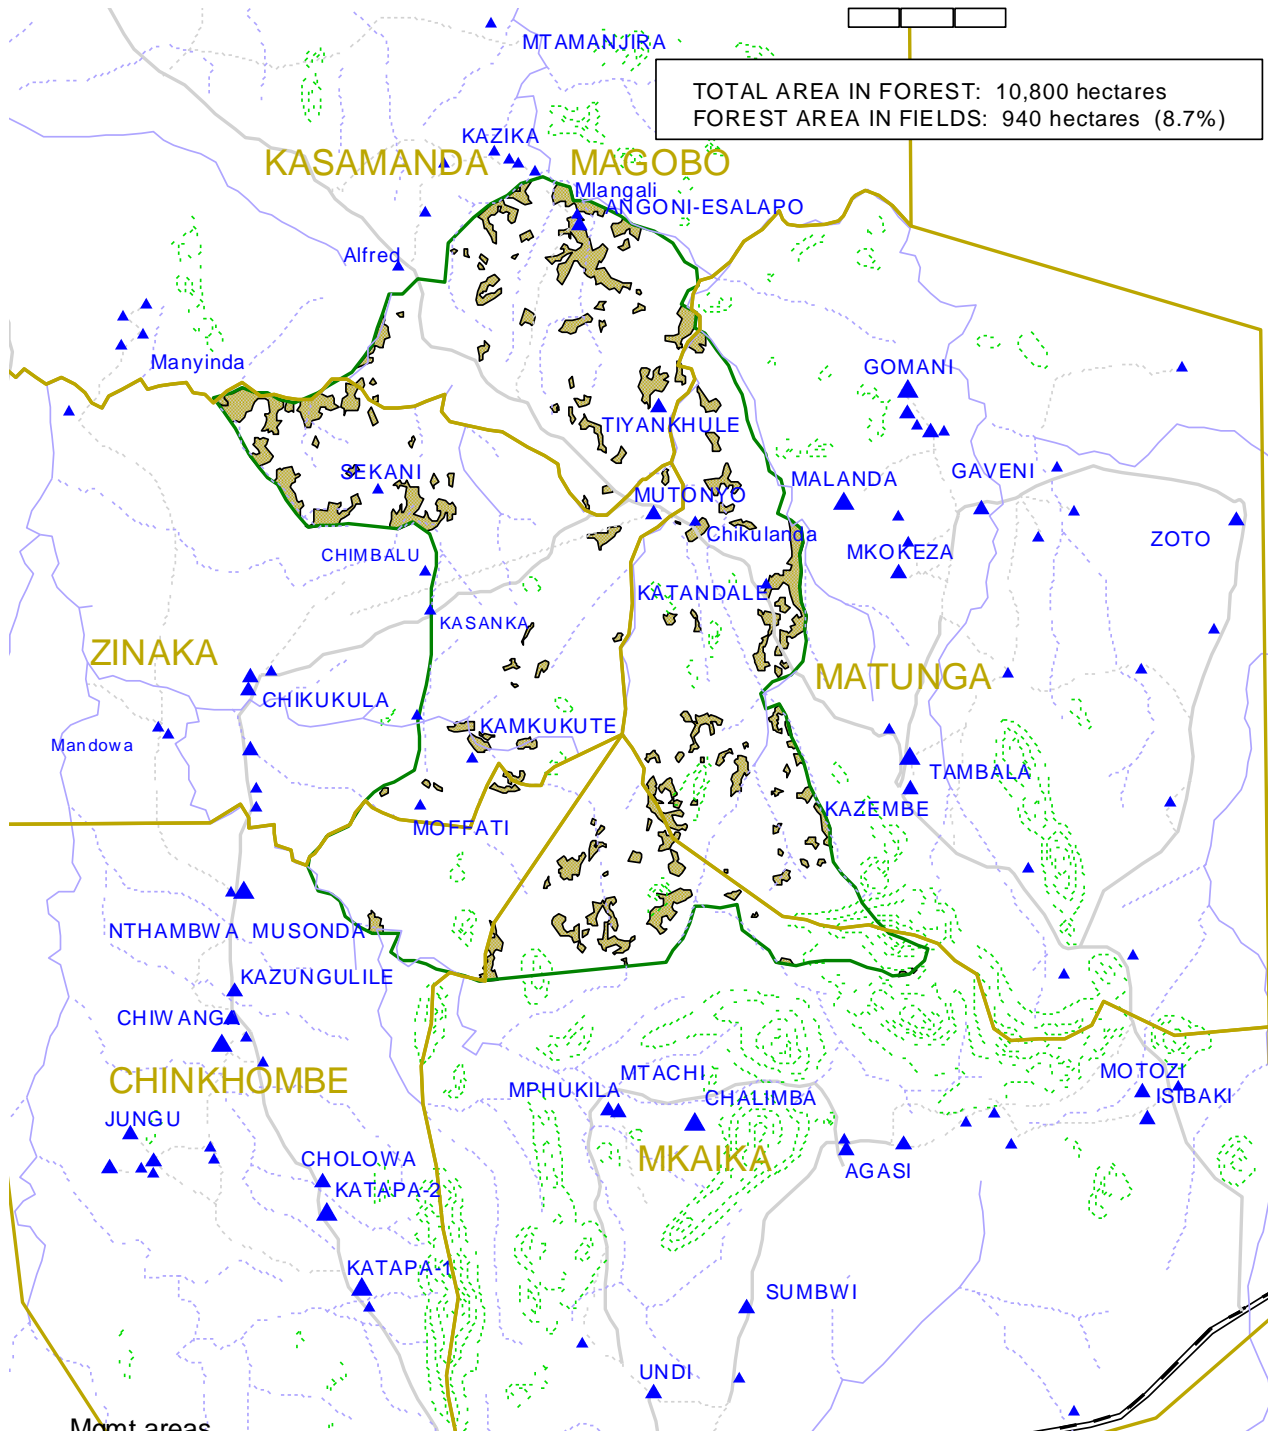 MTAMANJIRA
TOTAL AREA IN FOREST: 10,800 hectares
FOREST AREA IN FIELDS: 940 hectares (8.7%)
KAZIKA
KASAMANDA
MAGOBO
Mlangali
ANGONI-ESALAPO
Alfred
Manyinda
GOMANI
TIYANKHULE
SEKANI
MUTONYO
MALANDA
GAVENI
Chikulanda
ZOTO
CHIMBALU
MKOKEZA
KATANDALE
KASANKA
ZINAKA
MATUNGA
CHIKUKULA
KAMKUKUTE
Mandowa
TAMBALA
KAZEMBE
MOFFATI
NTHAMBWA MUSONDA
KAZUNGULILE
CHIWANGA
CHINKHOMBE
MTACHI
MPHUKILA
CHALIMBA
MOTOZI
ISIBAKI
JUNGU
CHOLOWA
MKAIKA
AGASI
KATAPA-2
KATAPA-1
SUMBWI
UNDI
Mgmt areas